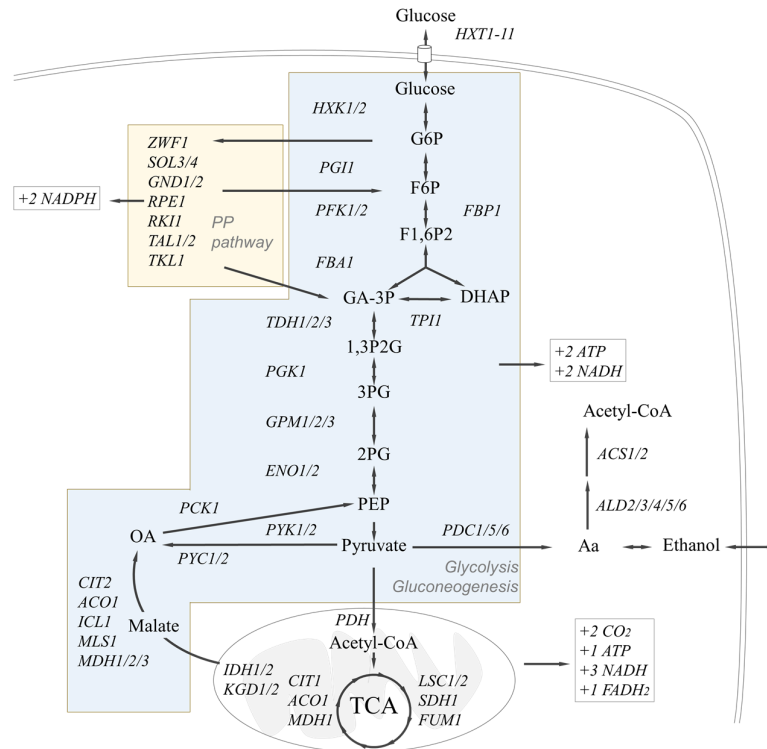 Glucose
HXT1-11
Glucose
HXK1/2
G6P
ZWF1
SOL3/4
GND1/2
RPE1
RKI1
TAL1/2
TKL1
PP
pathway
+2 NADPH
PGI1
F6P
PFK1/2
FBP1
F1,6P2
FBA1
GA-3P
DHAP
TPI1
TDH1/2/3
1,3P2G
+2 ATP
+2 NADH
PGK1
3PG
Acetyl-CoA
GPM1/2/3
2PG
ACS1/2
ENO1/2
PEP
ALD2/3/4/5/6
PCK1
OA
PYK1/2
PYC1/2
Pyruvate
PDC1/5/6
Aa
Ethanol
Glycolysis
Gluconeogenesis
CIT2
ACO1
ICL1
MLS1
MDH1/2/3
Malate
PDH
Acetyl-CoA
+2 CO2
+1 ATP
+3 NADH
+1 FADH2
IDH1/2
KGD1/2
CIT1
ACO1
MDH1
TCA
LSC1/2
SDH1
FUM1